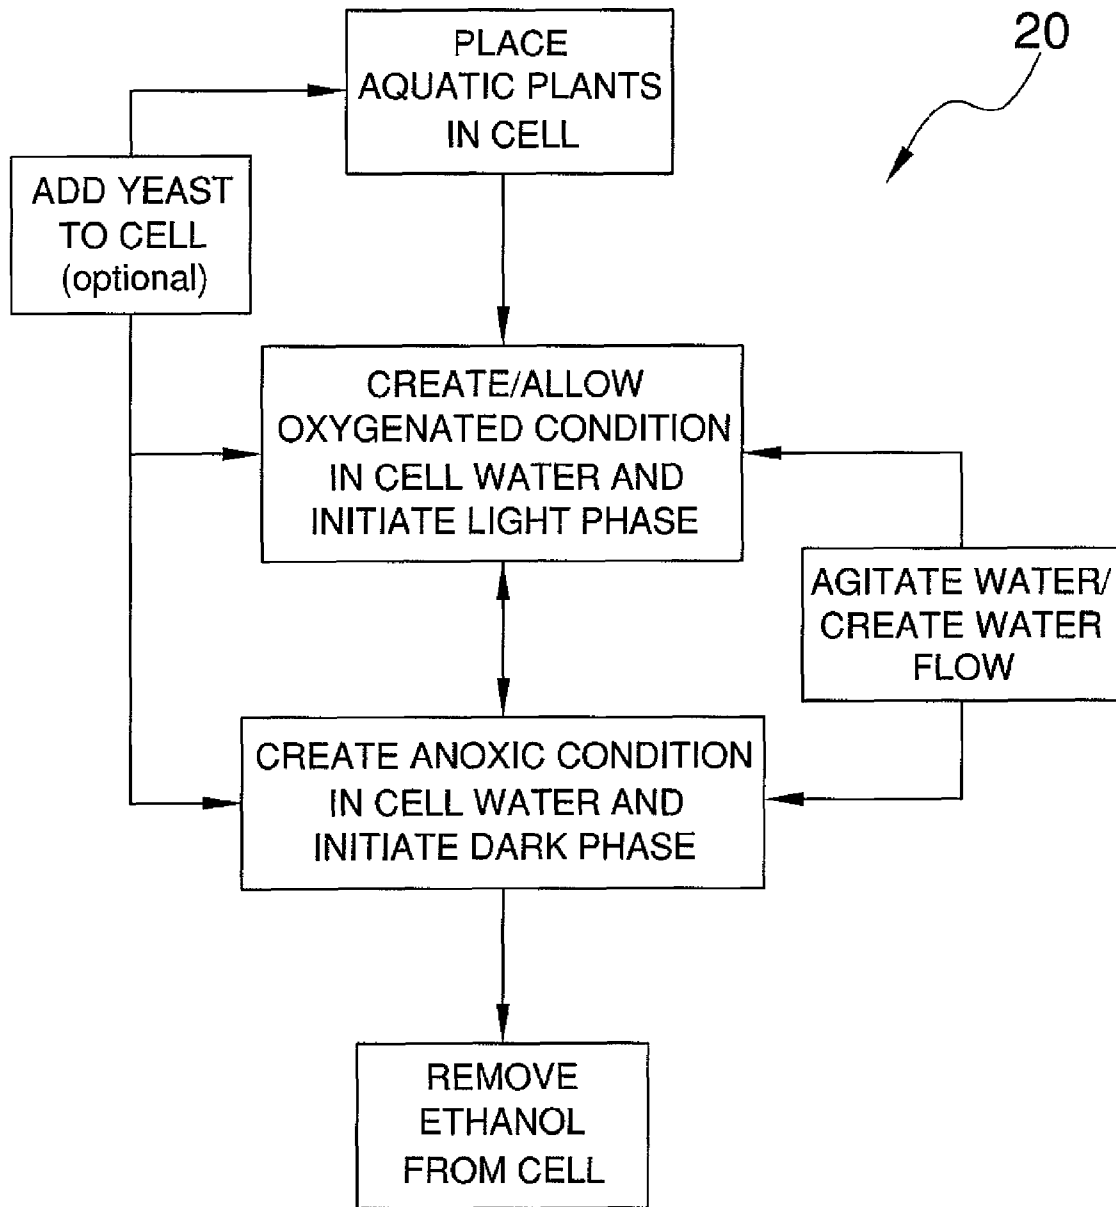 20
PLACE
AQUATIC PLANTS
IN CELL
ADD YEAST
TO CELL
(optional)
CREATE/ALLOW
OXYGENATED CONDITION
IN CELL WATER AND
INITIATE LIGHT PHASE
AGITATE WATER/
CREATE WATER
FLOW
CREATE ANOXIC CONDITION
IN CELL WATER AND
INITIATE DARK PHASE
REMOVE
ETHANOL
FROM CELL